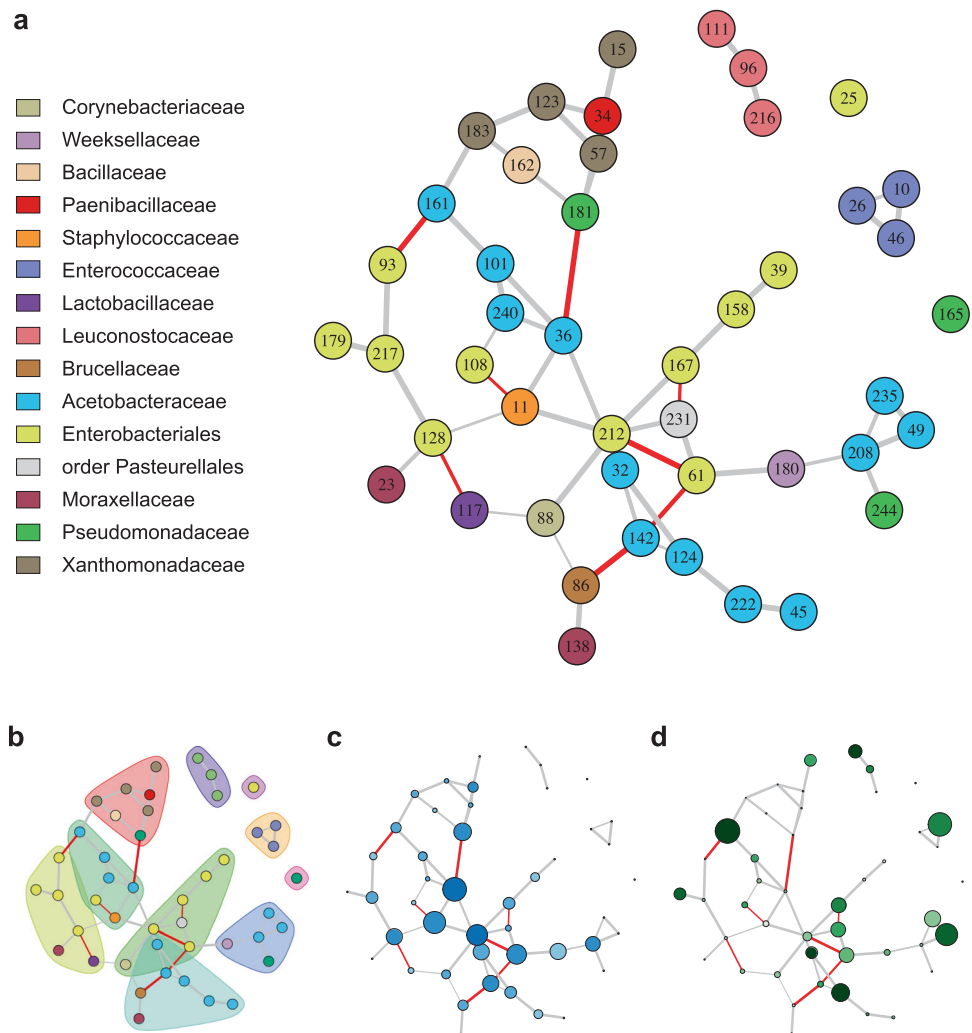 a
Corynebacteriaceae
Weeksellaceae
Bacillaceae
Paenibacillaceae
Staphylococcaceae
Enterococcaceae
Lactobacillaceae
Leuconostocaceae
Brucellaceae
Acetobacteraceae
Enterobacteriales
order Pasteurellales
Moraxellaceae
Pseudomonadaceae
Xanthomonadaceae
111
15
96
25
123
34
216
183
57
162
10
161
26
181
46
93
101
39
240
158
165
179
36
217
108
167
235
11
231
49
128
212
208
32
180
23
61
117
88
244
142
124
86
222
45
138
b
c
d